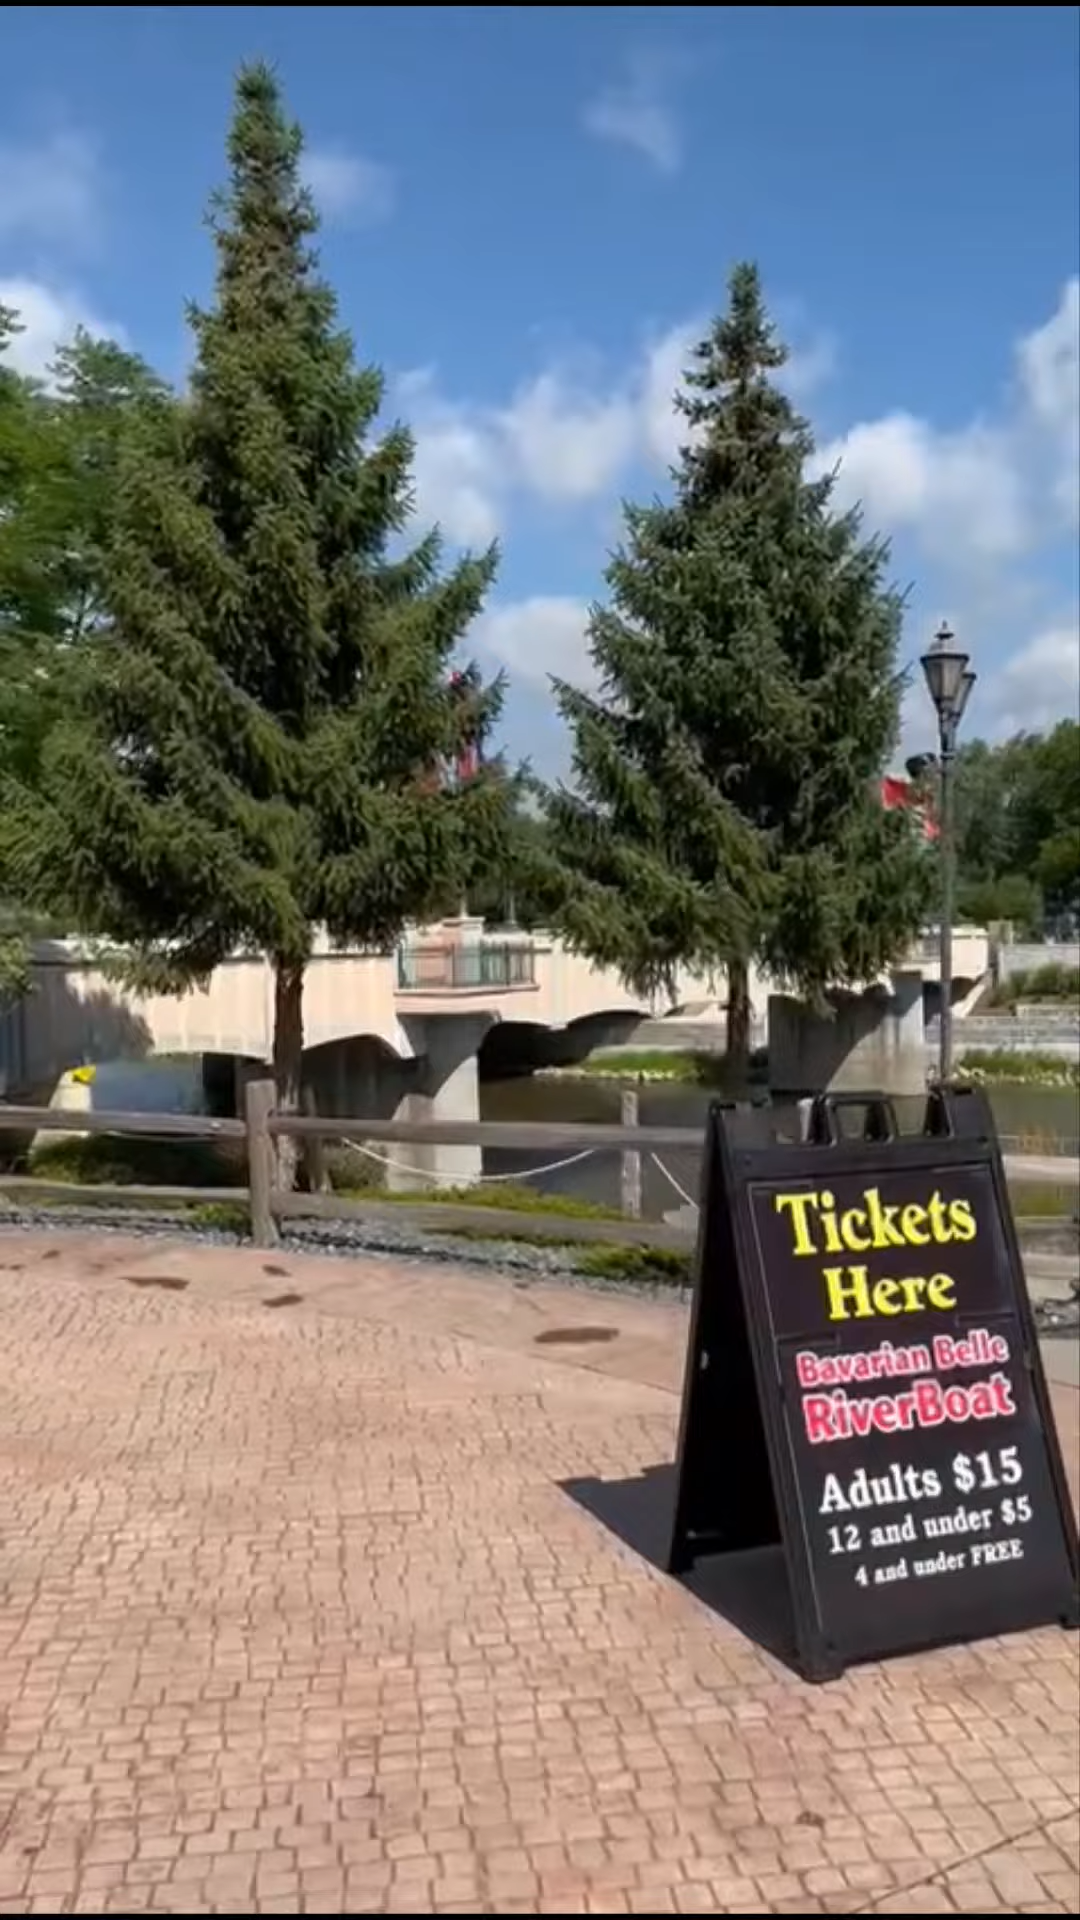 Tickets
Here
Bavarian Belle
RiverBoat
Adults $15
12 and under $5
4 and under FREE